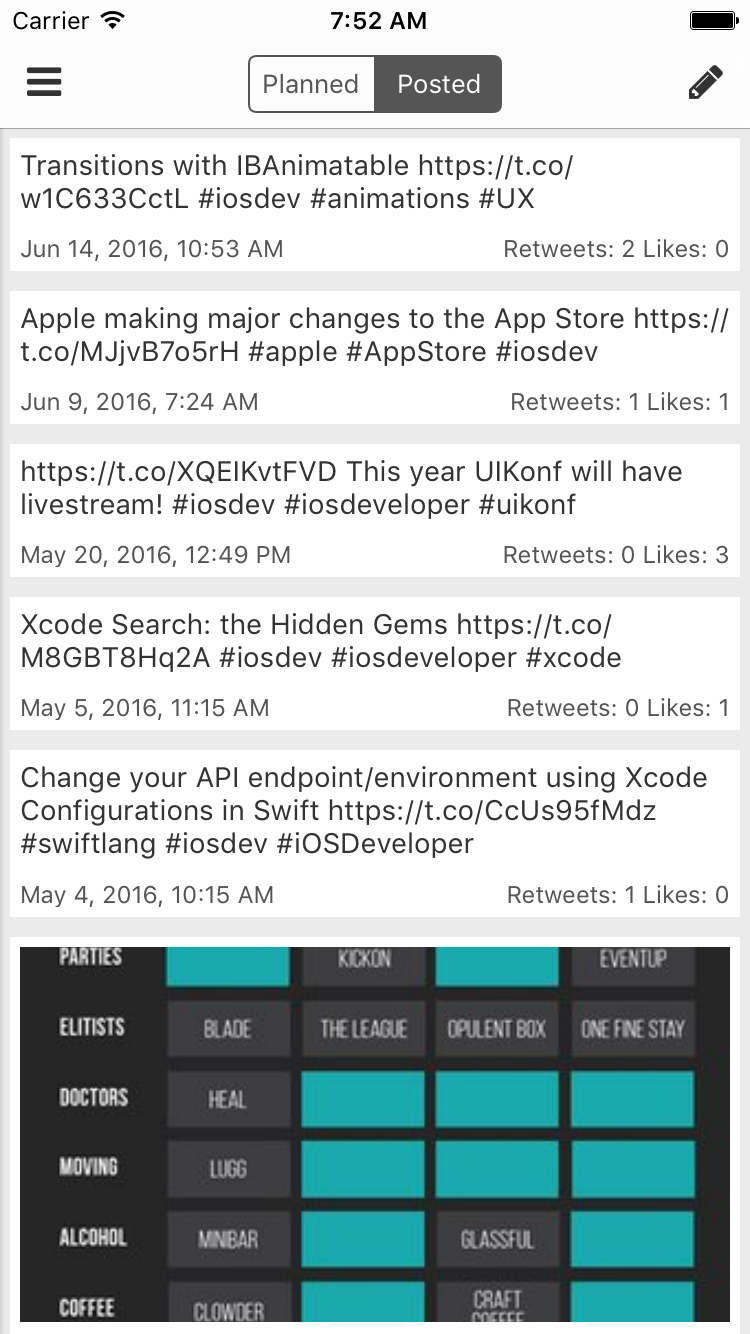 Carrier 7:52 AM
Planned Posted
Transitions with IBAnimatable https://t.co/
w1C633CctL #iosdev #animations #UX
Jun 14, 2016, 10:53 AM Retweets: 2 Likes: 0
Apple making major changes to the App Store https://
t.co/MJjvB7o5rH #apple #AppStore #iosdev
Jun 9, 2016, 7:24 AM Retweets: 1 Likes: 1
https://t.co/XQEIKvtFVD This year UIKonf will have
livestream! #iosdev #iosdeveloper #uikonf
May 20, 2016, 12:49 PM Retweets: 0 Likes: 3
Xcode Search: the Hidden Gems https://t.co/
M8GBT8Hq2A #iosdev #iosdeveloper #xcode
May 5, 2016, 11:15 AM Retweets: 0 Likes: 1
Change your API endpoint/environment using Xcode
Configurations in Swift https://t.co/CcUs95fMdz
#swiftlang #iosdev #iOSDeveloper
May 4, 2016, 10:15 AM Retweets: 1 Likes: 0
PARTIES KICKON EVENTUP
ELITISTS BLADE THE LEAGUE OPULENT BOX ONE FINE STAY
DOCTORS HEAL
MOVING LUGG
ALCOHOL MINIBAR GLASSFUL
COFFEE CLOWDER CRAFT
COFFEE